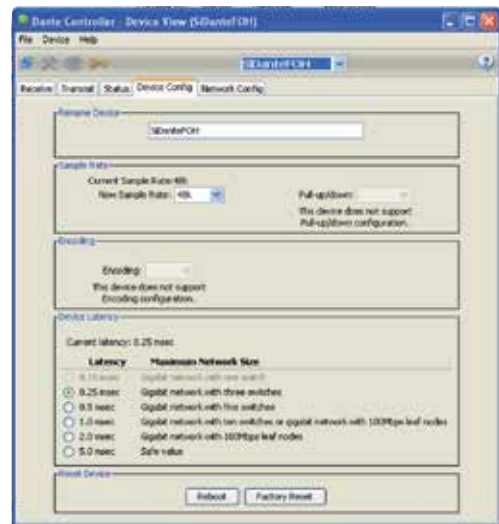 Dante Controller - Device View (SiDanteFOH)
File Device Help
SiDanteFOH
Receive Transmit Status Device Config Network Config
Rename Device
SiDanteFOH
Sample Rate
Current Sample Rate: 48k
New Sample Rate: 48k
Pull-up/down:
This device does not support
Pull-up/down configuration.
Encoding
Encoding:
This device does not support
Encoding configuration.
Device Latency
Current latency: 0.25 msec
Latency Maximum Network Size
0.15 msec Gigabit network with one switch
0.25 msec Gigabit network with three switches
0.5 msec Gigabit network with five switches
1.0 msec Gigabit network with ten switches or gigabit network with 100Mbps leaf nodes
2.0 msec Gigabit network with 100Mbps leaf nodes
5.0 msec Safe value
Reset Device
Reboot Factory Reset